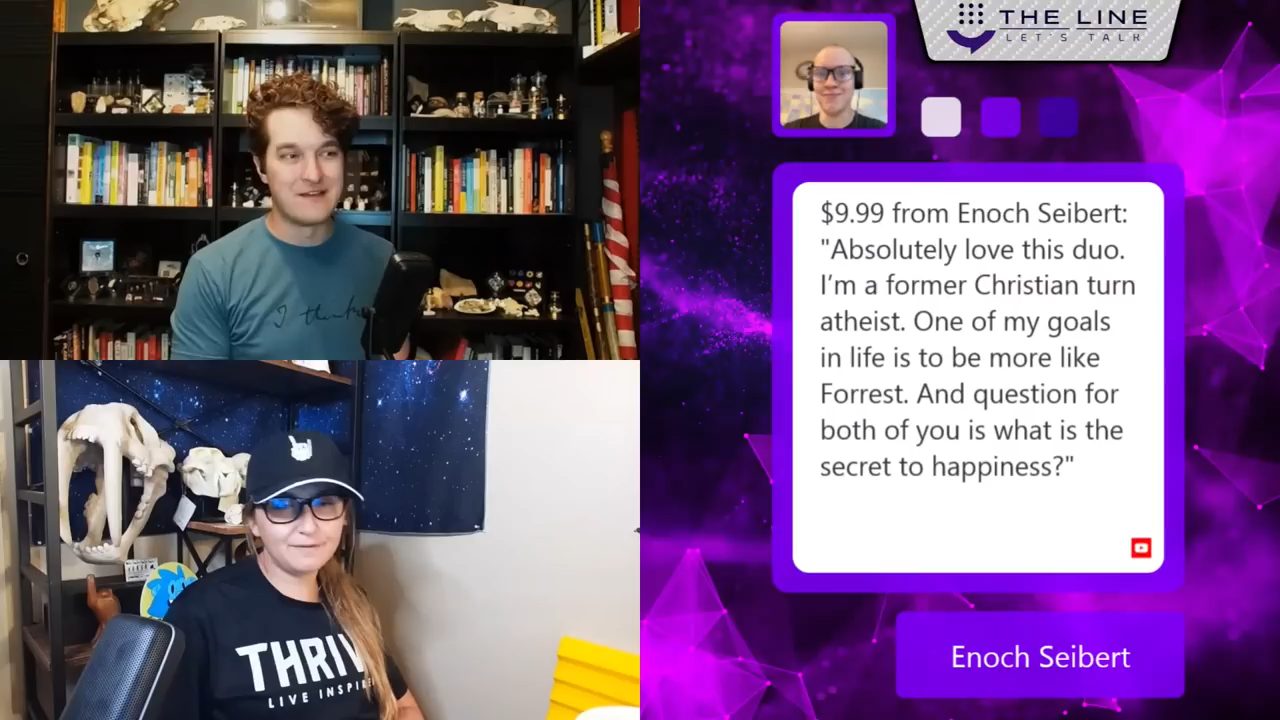 THE LINE
LET'S TALK
$9.99 from Enoch Seibert:
"Absolutely love this duo.
I'm a former Christian turn
atheist. One of my goals
in life is to be more like
Forrest. And question for
both of you is what is the
secret to happiness?"
Enoch Seibert
I
THRIV
LIVE INSPIRE